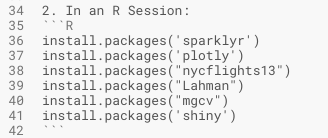 34 2. In an R Session:
35 ```R
36 install.packages('sparklyr')
37 install.packages('plotly')
38 install.packages("nycflights13")
39 install.packages("Lahman")
40 install.packages("mgcv")
41 install.packages('shiny')
42 ```